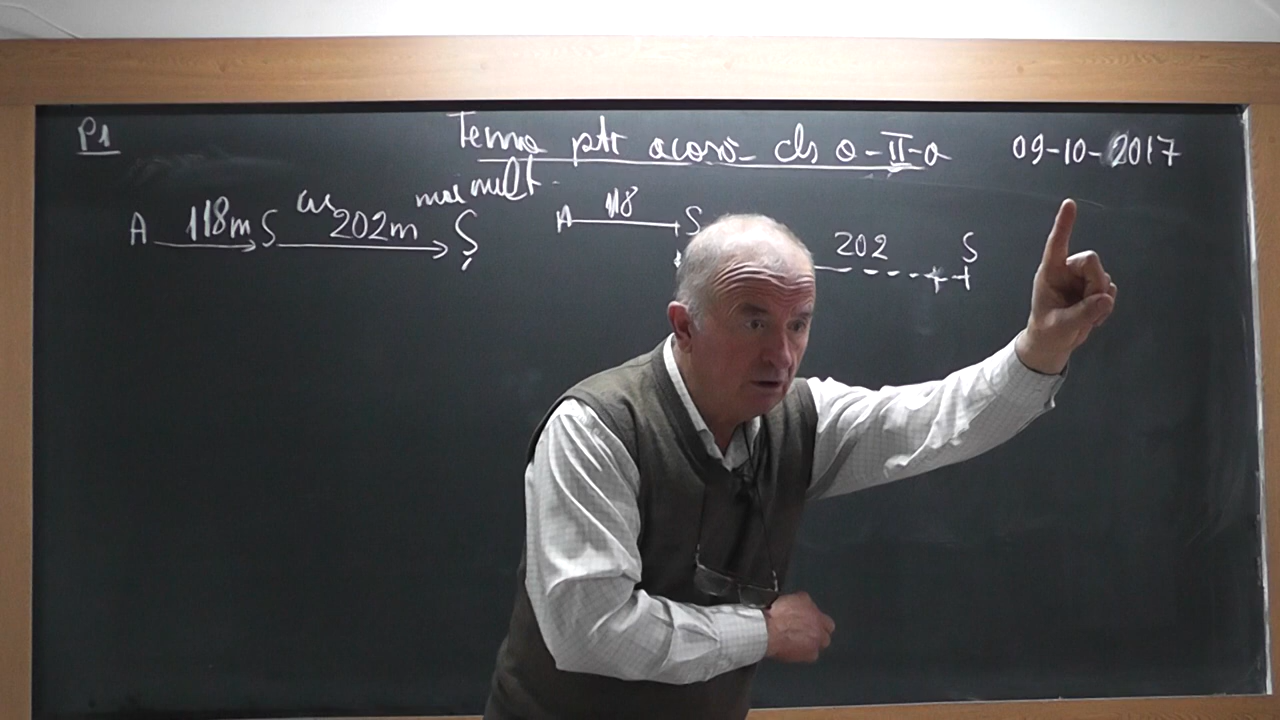 P1 Tema ptr acasă cls a-II-a 09-10-2017
cu mai mult
A 118m S 202m Ș
A 118 S
202 S